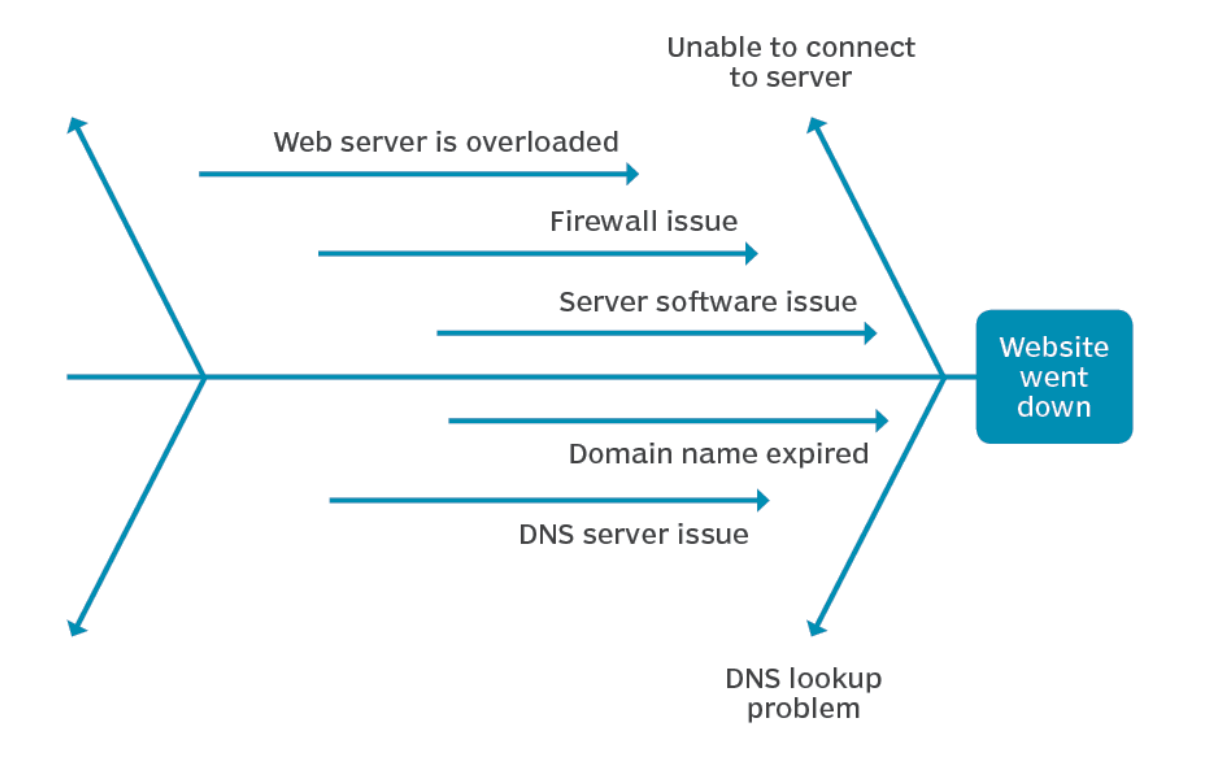 Unable to connect
to server
Web server is overloaded
Firewall issue
Server software issue
Website
went
down
Domain name expired
DNS server issue
DNS lookup
problem